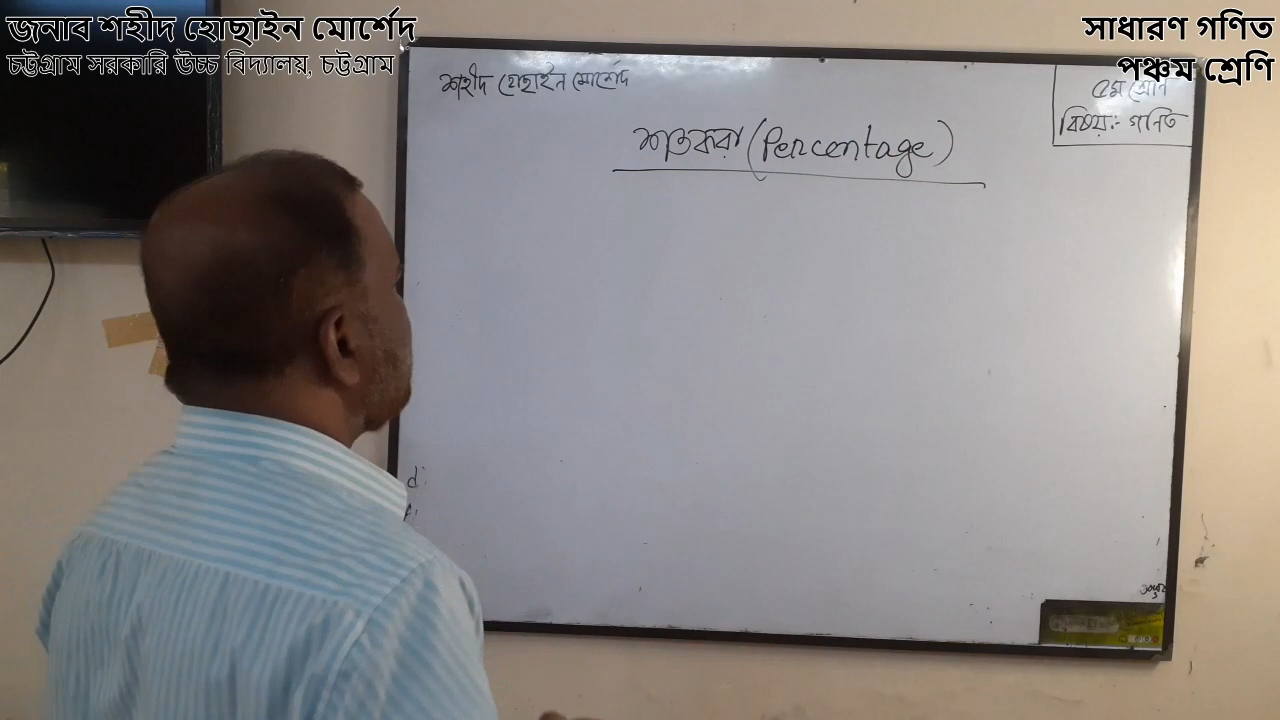 জনাব শহীদ হোছাইন মোর্শেদ
চট্টগ্রাম সরকারি উচ্চ বিদ্যালয়, চট্টগ্রাম
সাধারণ গণিত
পঞ্চম শ্রেণি
শহীদ হোছাইন মোর্শেদ
৫ম শ্রেণি
বিষয়:- গণিত
শতকরা (Percentage)